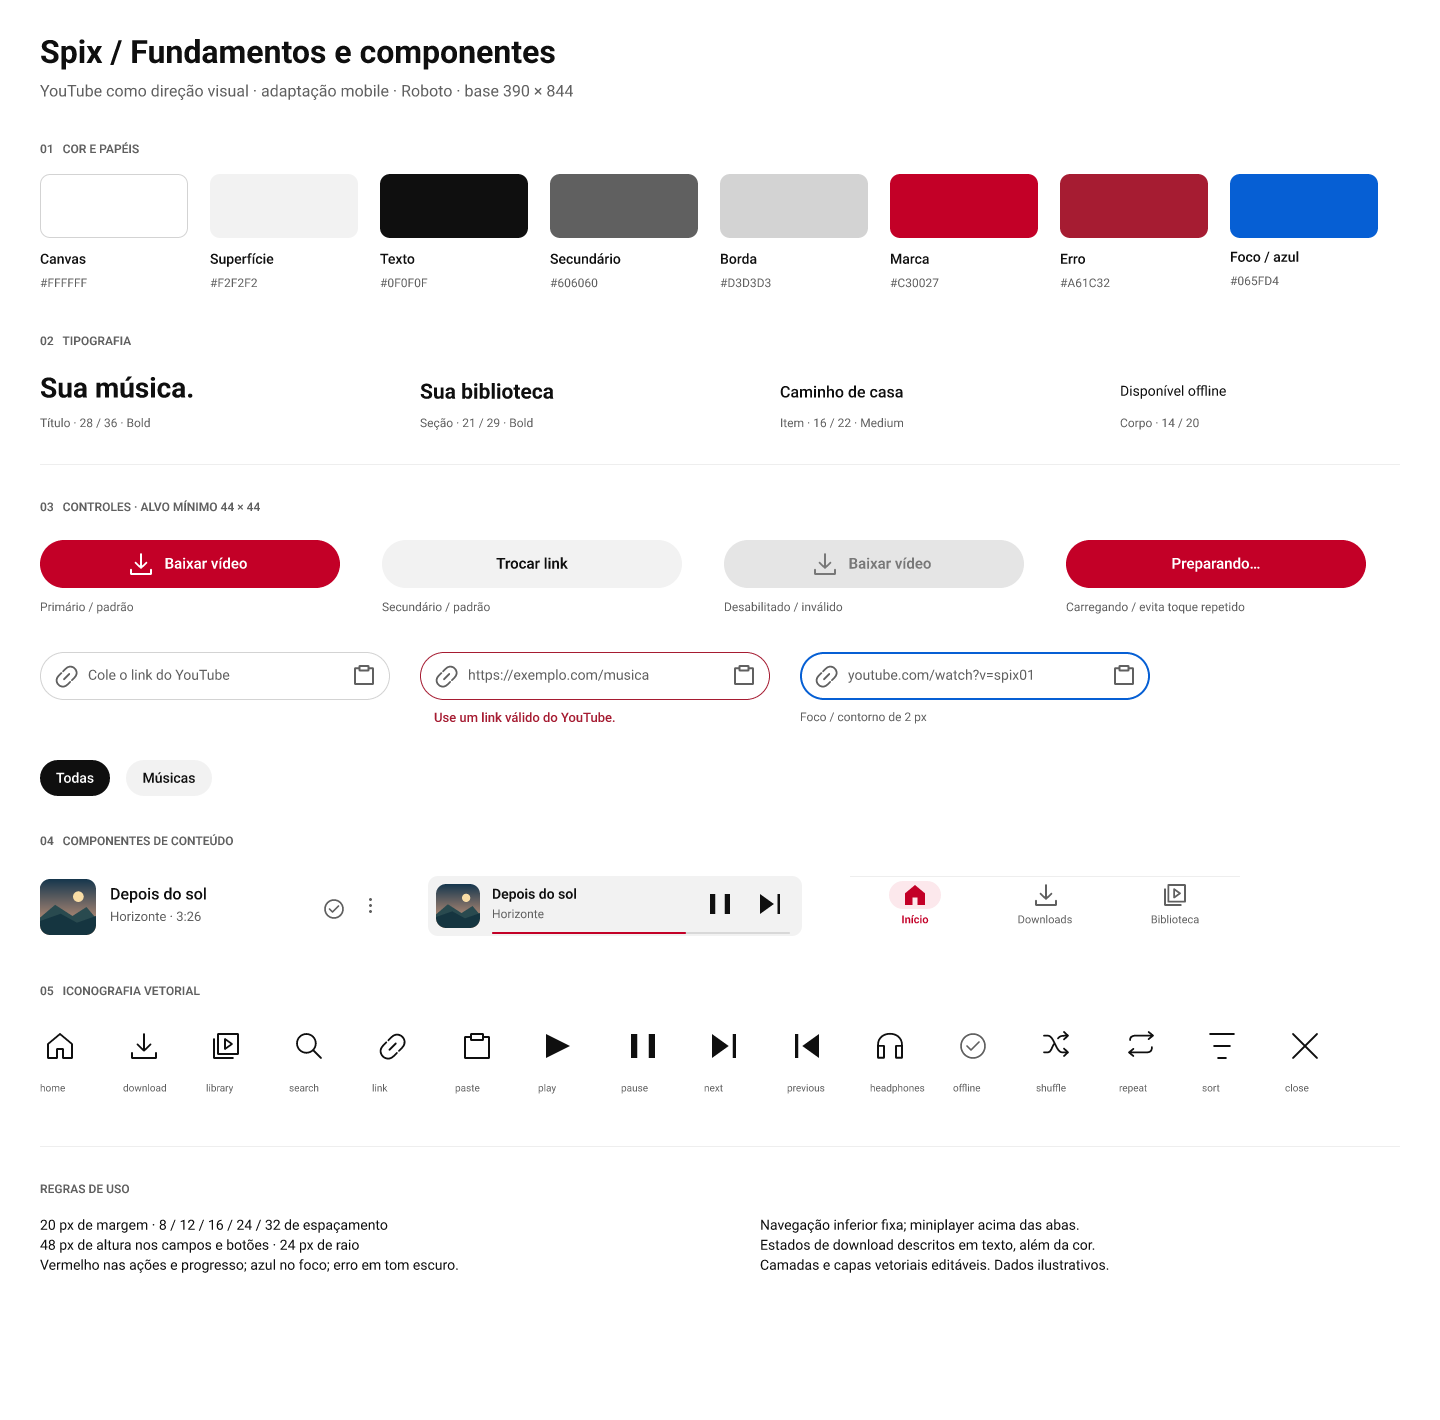 Spix / Fundamentos e componentes
YouTube como direção visual · adaptação mobile · Roboto · base 390 × 844
01 COR E PAPÉIS
Canvas
#FFFFFF
Superfície
#F2F2F2
Texto
#0F0F0F
Secundário
#606060
Borda
#D3D3D3
Marca
#C30027
Erro
#A61C32
Foco / azul
#065FD4
02 TIPOGRAFIA
Sua música.
Título · 28 / 36 · Bold
Sua biblioteca
Seção · 21 / 29 · Bold
Caminho de casa
Item · 16 / 22 · Medium
Disponível offline
Corpo · 14 / 20
03 CONTROLES · ALVO MÍNIMO 44 × 44
Baixar vídeo
Primário / padrão
Trocar link
Secundário / padrão
Baixar vídeo
Desabilitado / inválido
Preparando…
Carregando / evita toque repetido
Cole o link do YouTube
https://exemplo.com/musica
Use um link válido do YouTube.
youtube.com/watch?v=spix01
Foco / contorno de 2 px
Todas
Músicas
04 COMPONENTES DE CONTEÚDO
Depois do sol
Horizonte · 3:26
Depois do sol
Horizonte
Início
Downloads
Biblioteca
05 ICONOGRAFIA VETORIAL
home
download
library
search
link
paste
play
pause
next
previous
headphones
offline
shuffle
repeat
sort
close
REGRAS DE USO
20 px de margem · 8 / 12 / 16 / 24 / 32 de espaçamento
48 px de altura nos campos e botões · 24 px de raio
Vermelho nas ações e progresso; azul no foco; erro em tom escuro.
Navegação inferior fixa; miniplayer acima das abas.
Estados de download descritos em texto, além da cor.
Camadas e capas vetoriais editáveis. Dados ilustrativos.